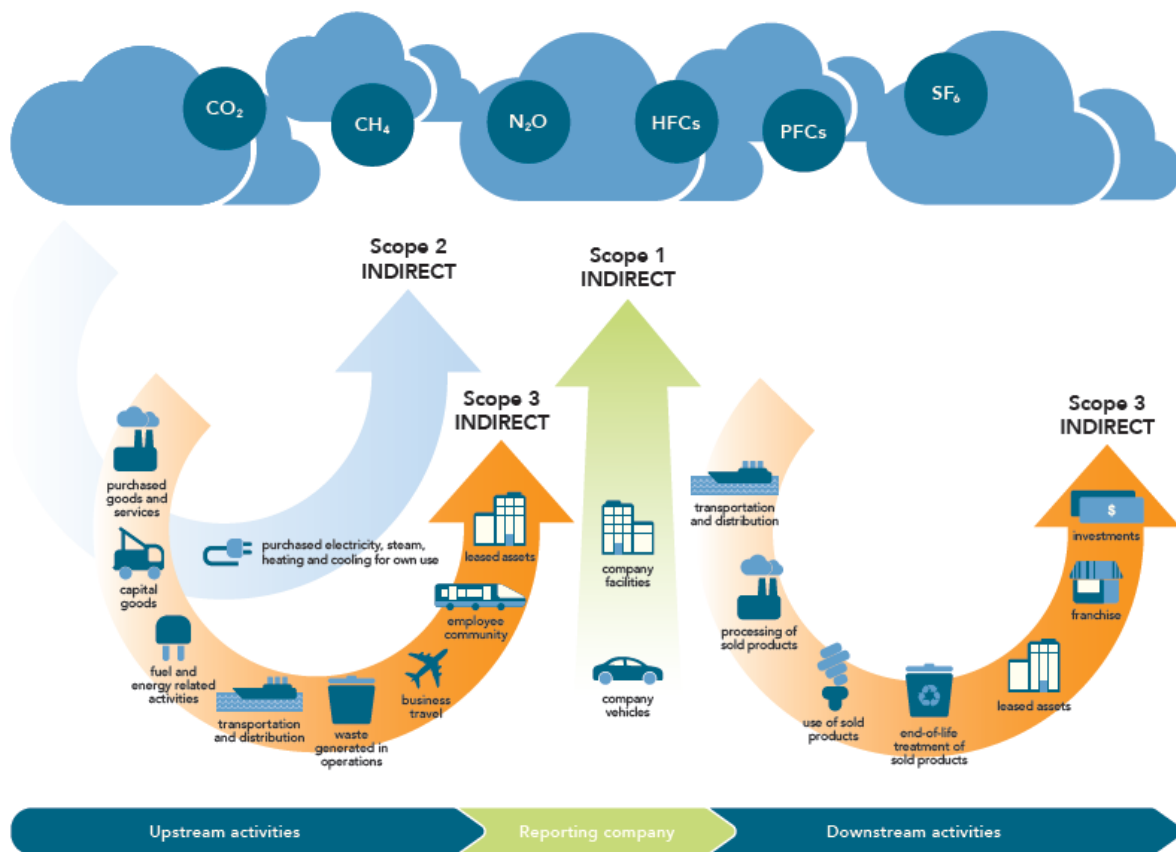 CO₂
CH₄
N₂O
HFCs
PFCs
SF₆
Scope 2
INDIRECT
Scope 1
INDIRECT
Scope 3
INDIRECT
Scope 3
INDIRECT
purchased
goods and
services
capital
goods
fuel and
energy related
activities
transportation
and distribution
waste
generated in
operations
business
travel
employee
community
leased assets
purchased electricity, steam,
heating and cooling for own use
company
facilities
company
vehicles
transportation
and distribution
processing of
sold products
use of sold
products
end-of-life
treatment of
sold products
leased assets
franchise
$
investments
Upstream activities
Reporting company
Downstream activities